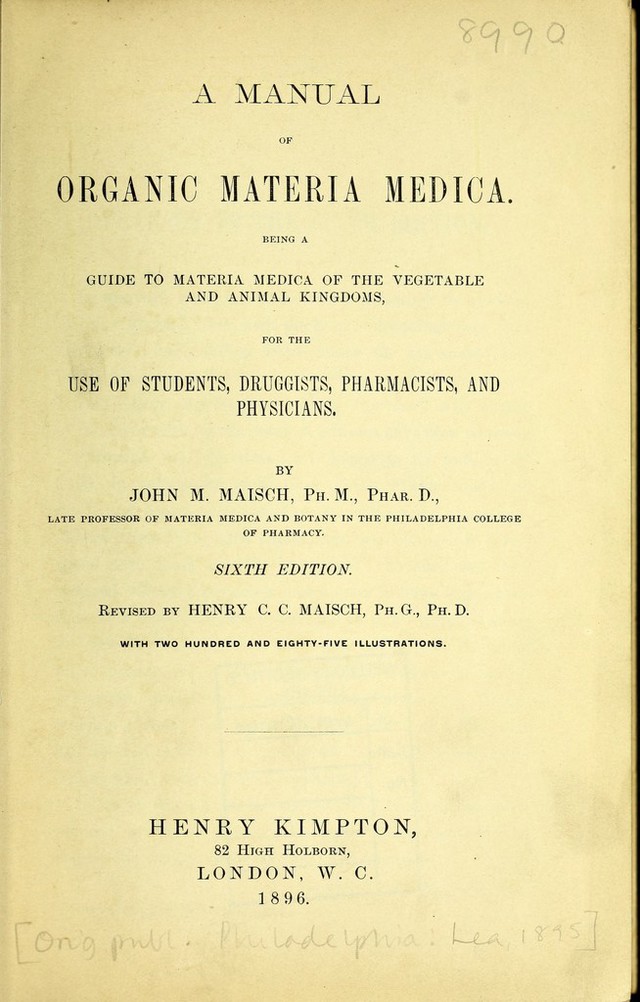 8990
A MANUAL
OF
ORGANIC MATERIA MEDICA.
BEING A
GUIDE TO MATERIA MEDICA OF THE VEGETABLE
AND ANIMAL KINGDOMS,
FOR THE
USE OF STUDENTS, DRUGGISTS, PHARMACISTS, AND
PHYSICIANS.
BY
JOHN M. MAISCH, PH. M., PHAR. D.,
LATE PROFESSOR OF MATERIA MEDICA AND BOTANY IN THE PHILADELPHIA COLLEGE
OF PHARMACY.
SIXTH EDITION.
REVISED BY HENRY C. C. MAISCH, PH. G., PH. D.
WITH TWO HUNDRED AND EIGHTY-FIVE ILLUSTRATIONS.
HENRY KIMPTON,
82 HIGH HOLBORN,
LONDON, W. C.
1896.
[Orig publ. Philadelphia: Lea, 1895]